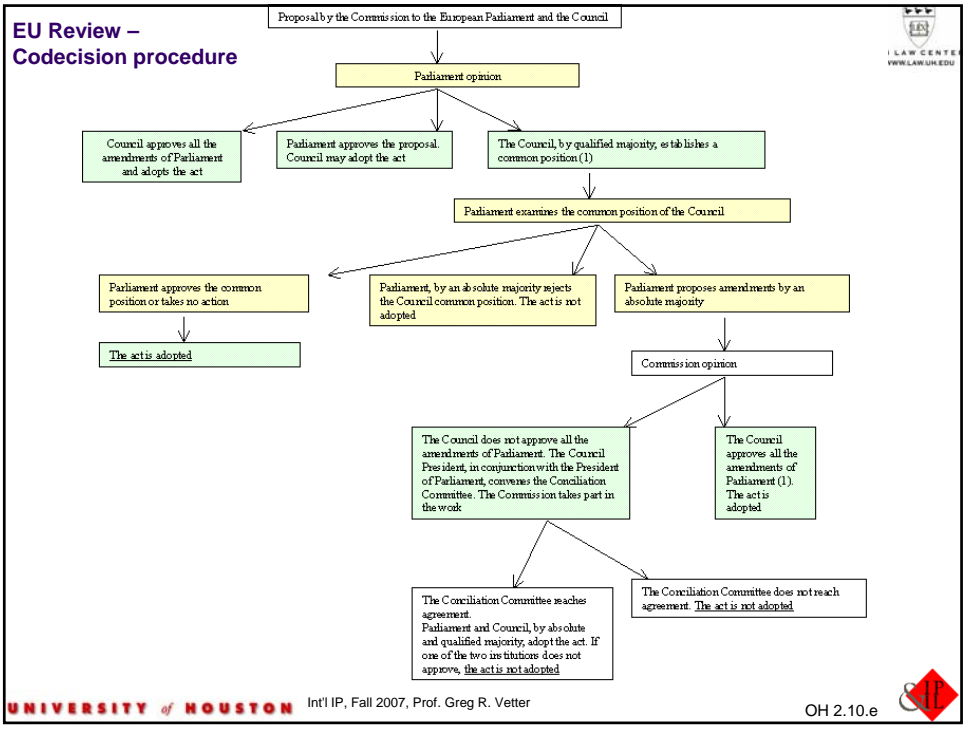 Proposal by the Commission to the European Parliament and the Council
EU Review –
Codecision procedure
LAW CENTE
WWW.LAW.UH.EDU
Parliament opinion
Council approves all the
amendments of Parliament
and adopts the act
Parliament approves the proposal.
Council may adopt the act
The Council, by qualified majority, establishes a
common position (1)
Parliament examines the common position of the Council
Parliament approves the common
position or takes no action
Parliament, by an absolute majority rejects
the Council common position. The act is not
adopted
Parliament proposes amendments by an
absolute majority
The act is adopted
Commission opinion
The Council does not approve all the
amendments of Parliament. The Council
President, in conjunction with the President
of Parliament, convenes the Conciliation
Committee. The Commission takes part in
the work
The Council
approves all the
amendments of
Parliament (1).
The act is
adopted
The Conciliation Committee reaches
agreement.
Parliament and Council, by absolute
and qualified majority, adopt the act. If
one of the two institutions does not
approve, the act is not adopted
The Conciliation Committee does not reach
agreement. The act is not adopted
UNIVERSITY of HOUSTON
Int'l IP, Fall 2007, Prof. Greg R. Vetter
OH 2.10.e
&IPL